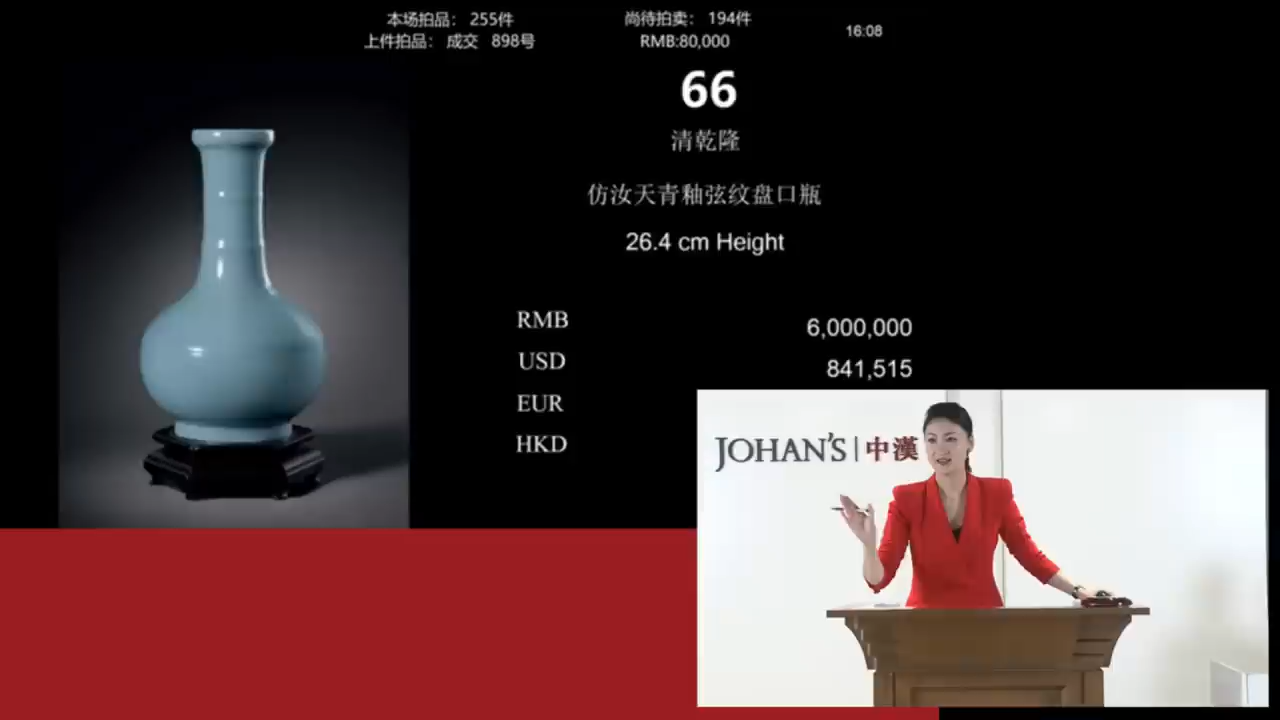 本场拍品： 255件
尚待拍卖： 194件
上件拍品： 成交 898号
RMB:80,000
16:08
66
清乾隆
仿汝天青釉弦纹盘口瓶
26.4 cm Height
RMB 6,000,000
USD 841,515
EUR
HKD
JOHAN'S | 中漢